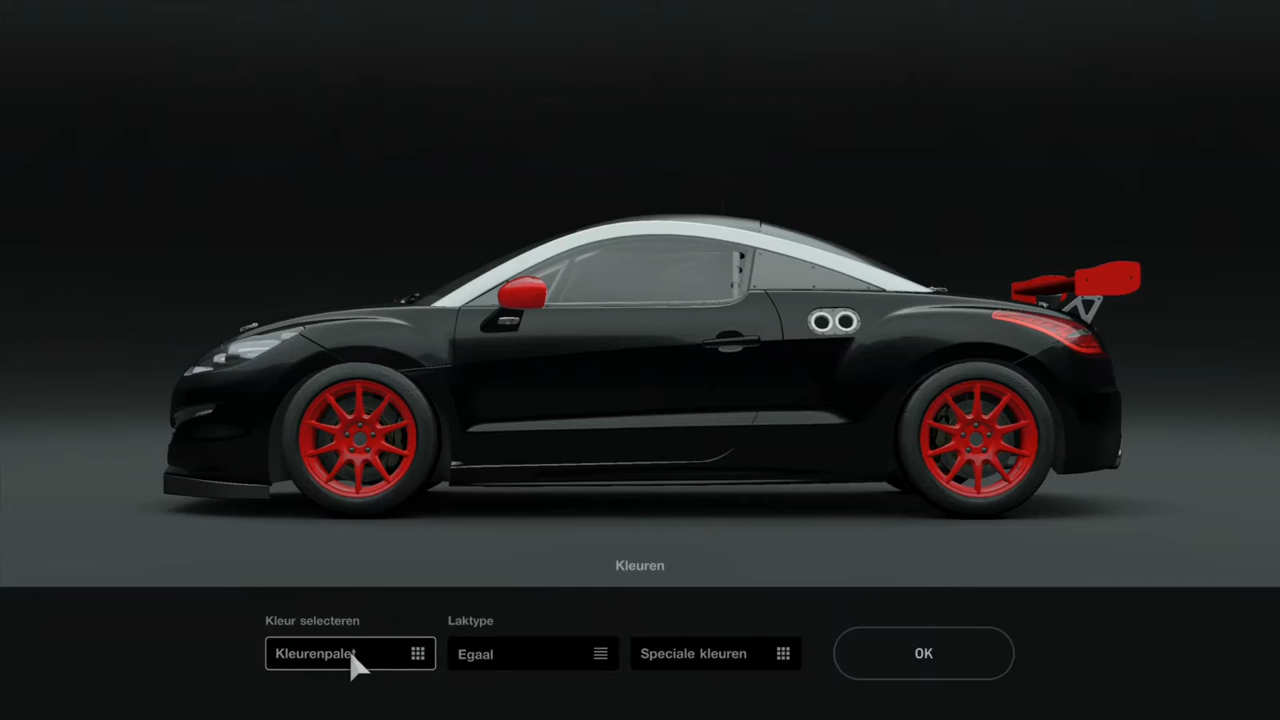 Kleuren
Kleur selecteren
Laktype
Kleurenpalet
Egaal
Speciale kleuren
OK